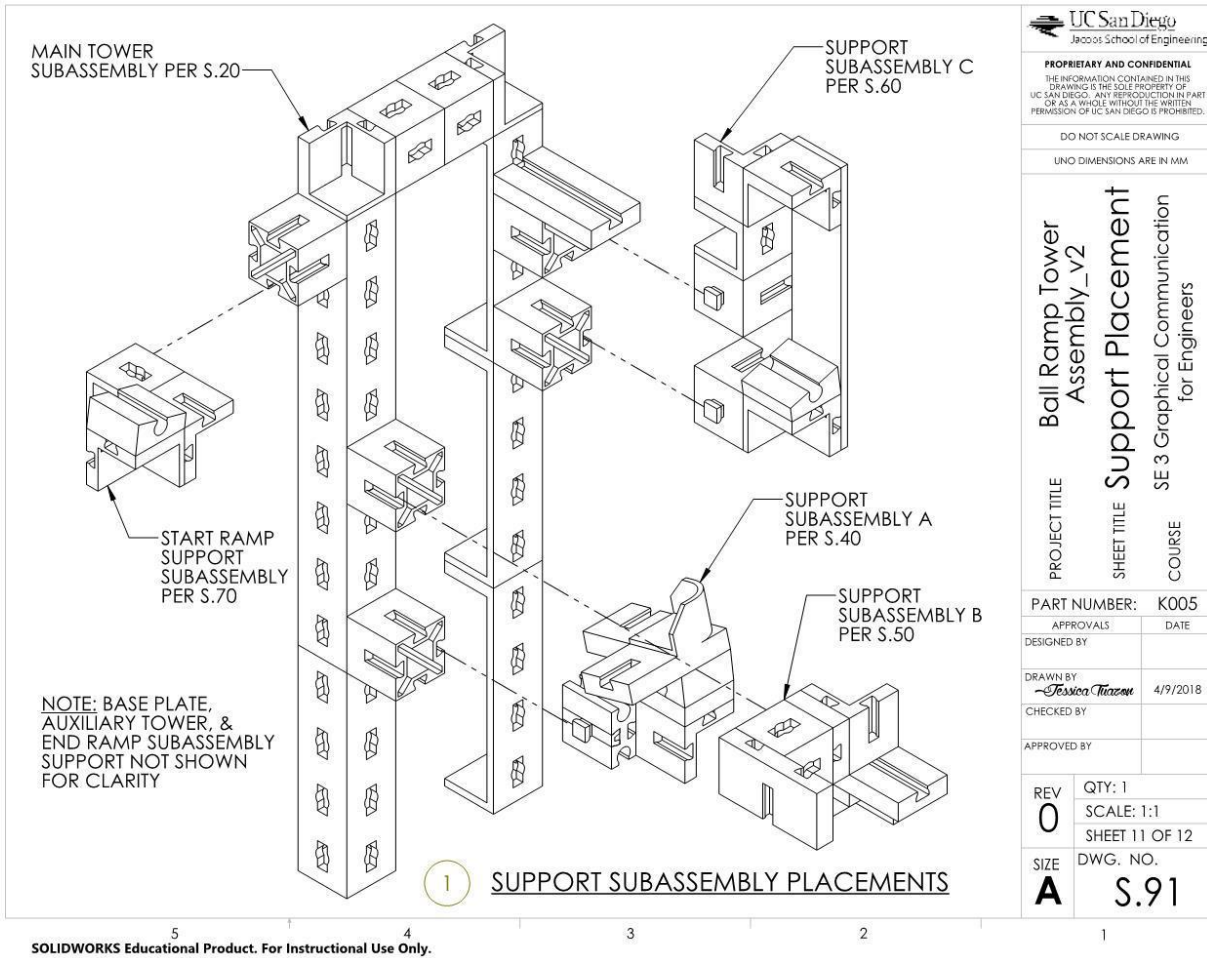 MAIN TOWER
SUBASSEMBLY PER S.20
SUPPORT
SUBASSEMBLY C
PER S.60
START RAMP
SUPPORT
SUBASSEMBLY
PER S.70
SUPPORT
SUBASSEMBLY A
PER S.40
SUPPORT
SUBASSEMBLY B
PER S.50
NOTE: BASE PLATE,
AUXILIARY TOWER, &
END RAMP SUBASSEMBLY
SUPPORT NOT SHOWN
FOR CLARITY
1 SUPPORT SUBASSEMBLY PLACEMENTS
UC San Diego
Jacobs School of Engineering
PROPRIETARY AND CONFIDENTIAL
THE INFORMATION CONTAINED IN THIS
DRAWING IS THE SOLE PROPERTY OF
UC SAN DIEGO. ANY REPRODUCTION IN PART
OR AS A WHOLE WITHOUT THE WRITTEN
PERMISSION OF UC SAN DIEGO IS PROHIBITED.
DO NOT SCALE DRAWING
UNO DIMENSIONS ARE IN MM
PROJECT TITLE
Ball Ramp Tower
Assembly_v2
SHEET TITLE
Support Placement
COURSE
SE 3 Graphical Communication
for Engineers
PART NUMBER: K005
APPROVALS DATE
DESIGNED BY
DRAWN BY
Jessica Tuazon 4/9/2018
CHECKED BY
APPROVED BY
REV
0
QTY: 1
SCALE: 1:1
SHEET 11 OF 12
SIZE
A
DWG. NO.
S.91
5 4 3 2 1
SOLIDWORKS Educational Product. For Instructional Use Only.